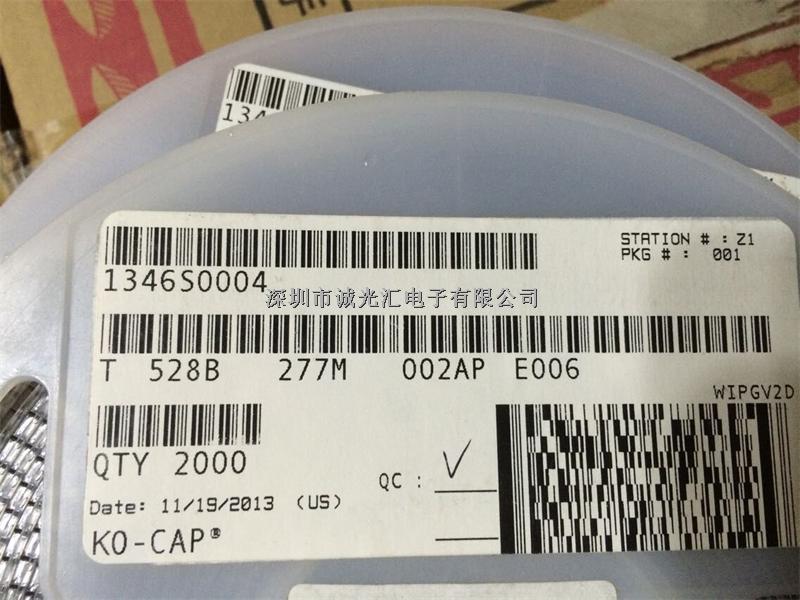 134
STATION # : Z1
PKG # : 001
1346S0004
深圳市诚光汇电子有限公司
T 528B 277M 002AP E006
WIPGV2D
QTY 2000
QC :
Date: 11/19/2013 (US)
KO-CAP®